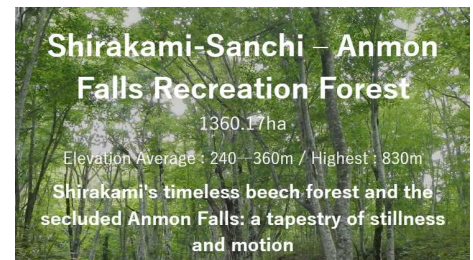 Shirakami-Sanchi – Anmon
Falls Recreation Forest
1360.17ha
Elevation Average : 240―360m / Highest : 830m
Shirakami's timeless beech forest and the
secluded Anmon Falls: a tapestry of stillness
and motion